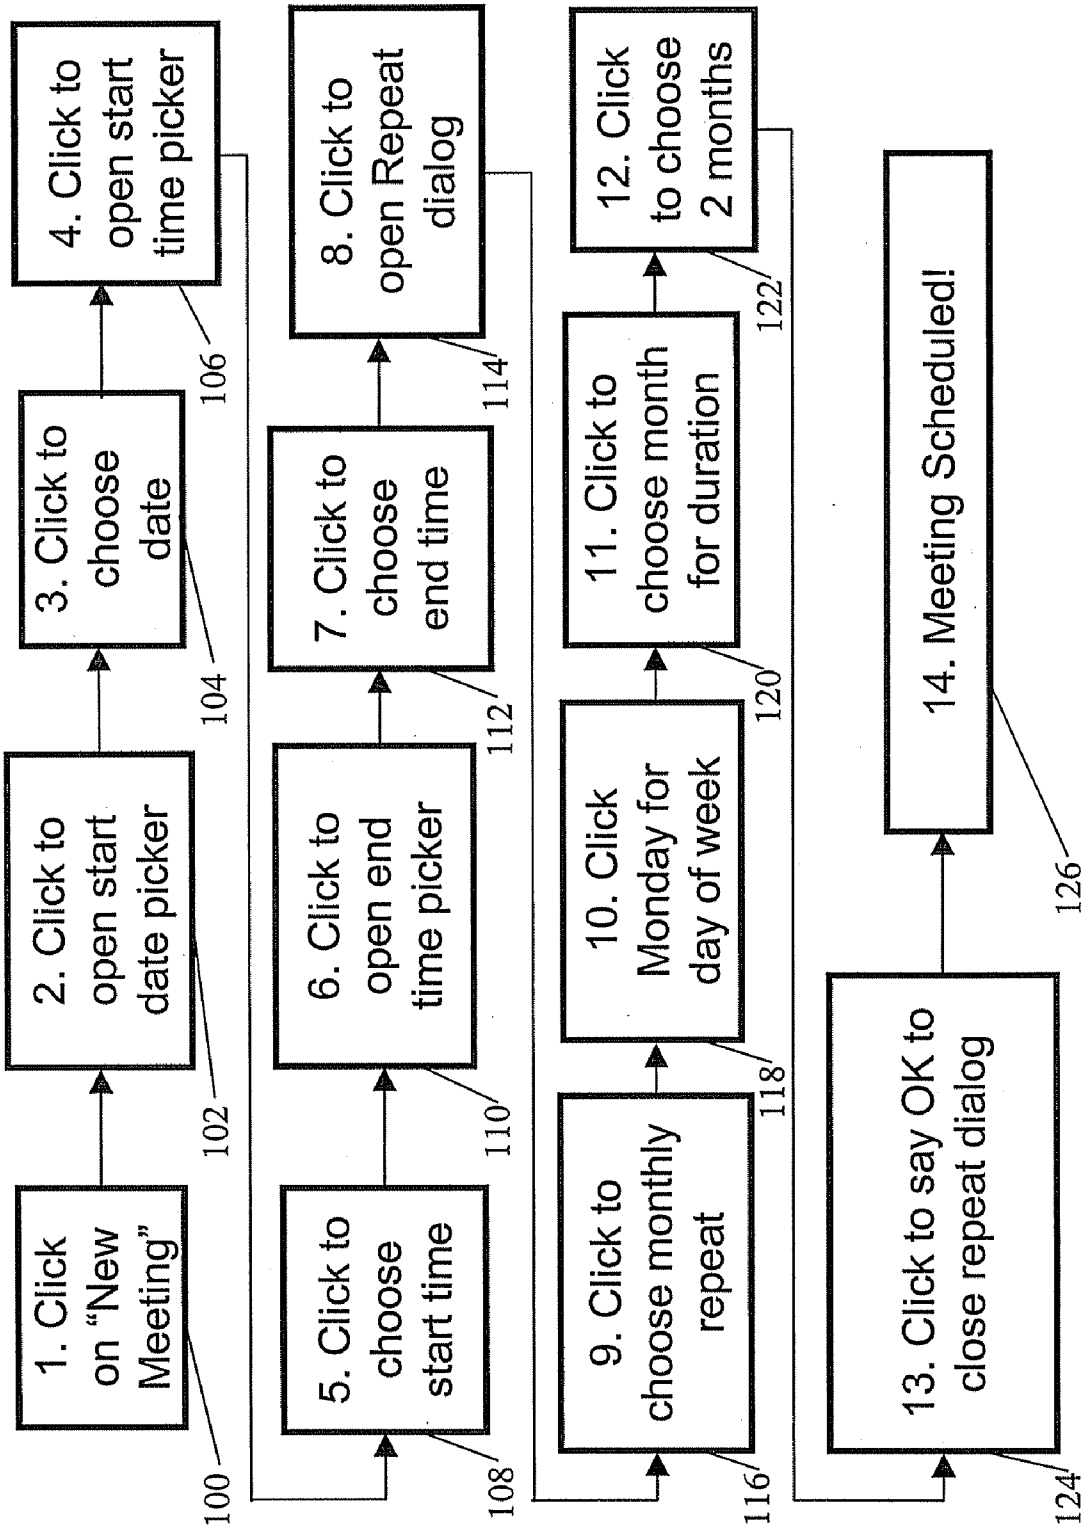 1. Click
on “New
Meeting”
100
2. Click to
open start
date picker
102
3. Click to
choose
date
104
4. Click to
open start
time picker
106
5. Click to
choose
start time
108
6. Click to
open end
time picker
110
7. Click to
choose
end time
112
8. Click to
open Repeat
dialog
114
9. Click to
choose monthly
repeat
116
10. Click
Monday for
day of week
118
11. Click to
choose month
for duration
120
12. Click
to choose
2 months
122
13. Click to say OK to
close repeat dialog
124
14. Meeting Scheduled!
126